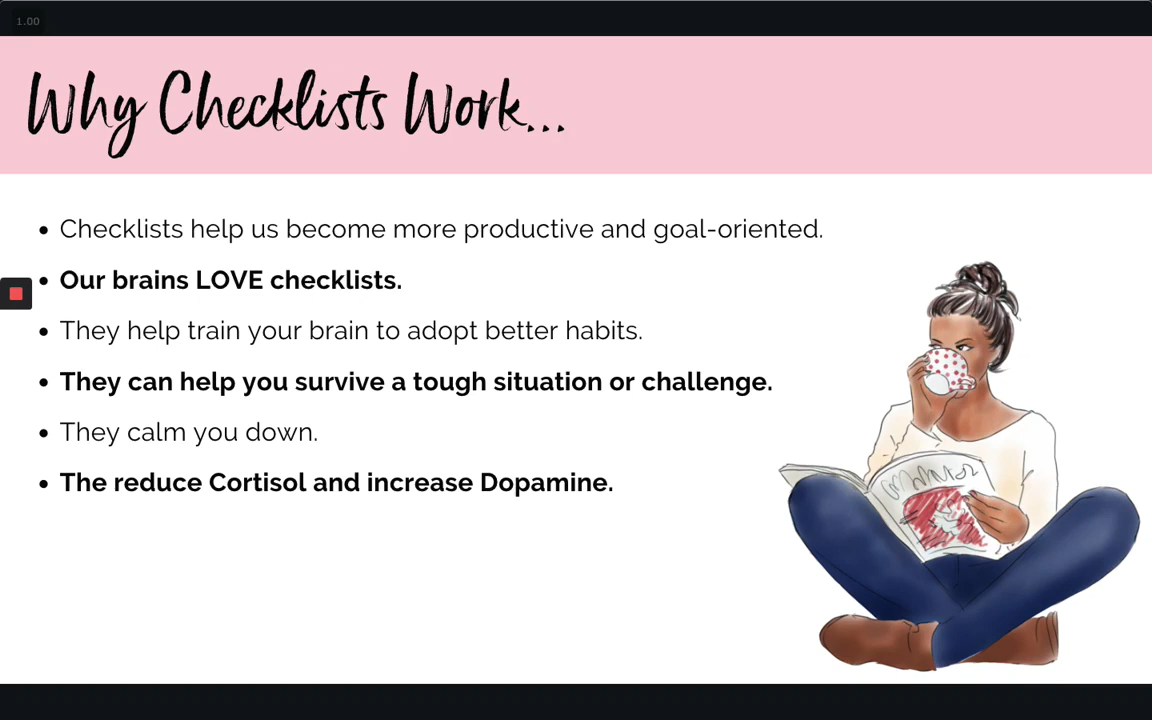 1.00
Why Checklists Work...
• Checklists help us become more productive and goal-oriented.
• Our brains LOVE checklists.
• They help train your brain to adopt better habits.
• They can help you survive a tough situation or challenge.
• They calm you down.
• The reduce Cortisol and increase Dopamine.